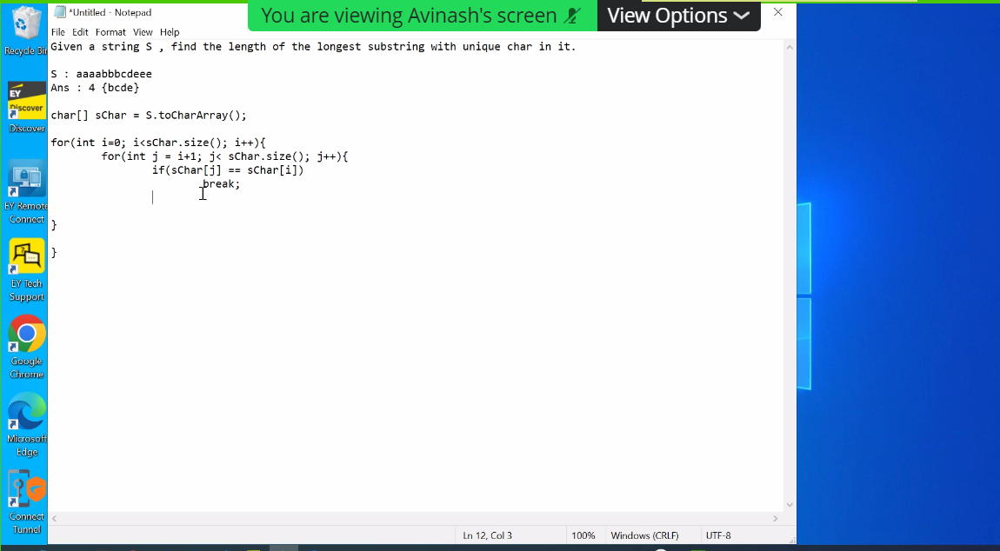 You are viewing Avinash's screen
View Options
*Untitled - Notepad
File Edit Format View Help
Given a string S , find the length of the longest substring with unique char in it.
S : aaaabbbcdeee
Ans : 4 {bcde}
char[] sChar = S.toCharArray();
for(int i=0; i<sChar.size(); i++){
for(int j = i+1; j< sChar.size(); j++){
if(sChar[j] == sChar[i])
break;
}
}
Recycle Bin
EY
Discover
Discover
EY Remote
Connect
EY Tech
Support
Google
Chrome
Microsoft
Edge
Connect
Tunnel
Ln 12, Col 3
100%
Windows (CRLF)
UTF-8